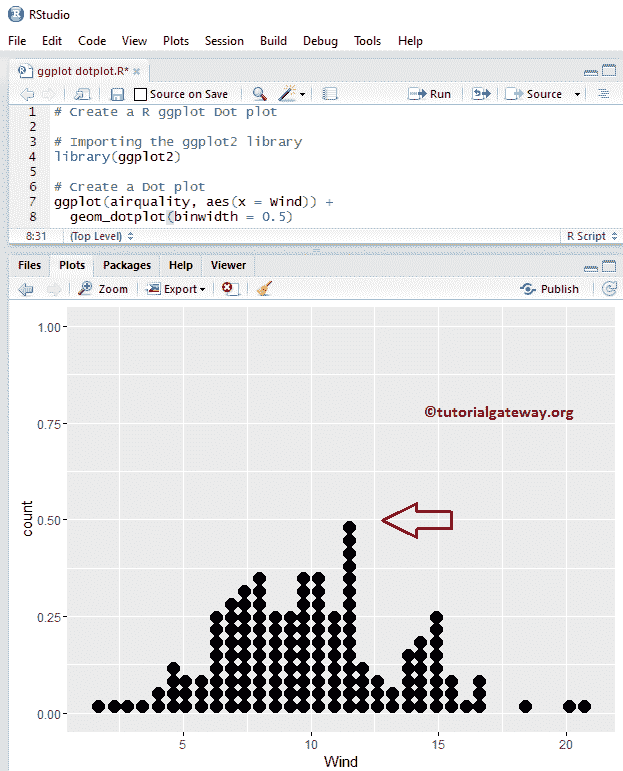 RStudio
File Edit Code View Plots Session Build Debug Tools Help
ggplot dotplot.R*
Source on Save Run Source
1 # Create a R ggplot Dot plot
2
3 # Importing the ggplot2 library
4 library(ggplot2)
5
6 # Create a Dot plot
7 ggplot(airquality, aes(x = Wind)) +
8 geom_dotplot(binwidth = 0.5)
8:31 (Top Level) R Script
Files Plots Packages Help Viewer
Zoom Export Publish
1.00
©tutorialgateway.org
0.75
0.50
count
0.25
0.00
5 10 15 20
Wind